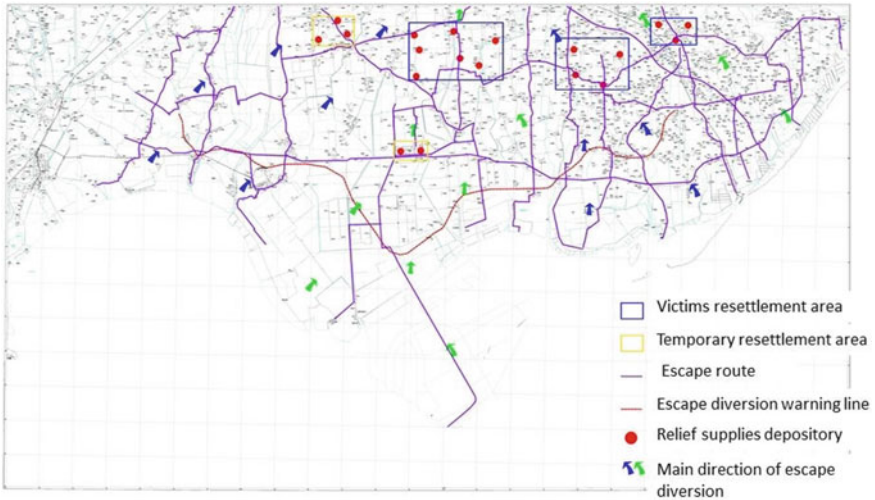 Victims resettlement area
Temporary resettlement area
Escape route
Escape diversion warning line
Relief supplies depository
Main direction of escape
diversion